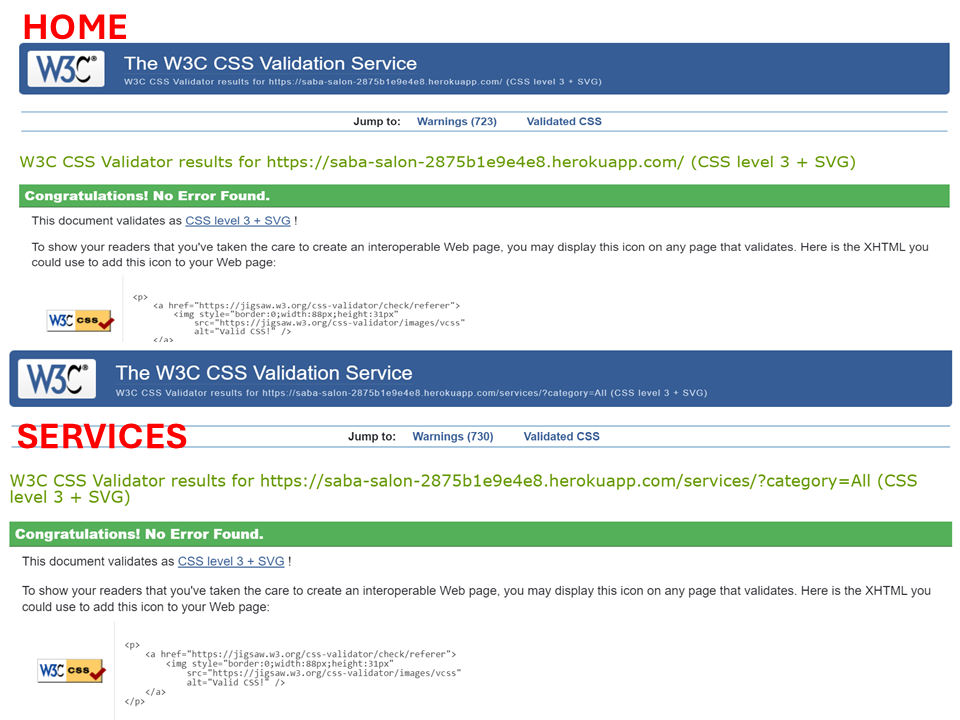 HOME
W3C®
The W3C CSS Validation Service
W3C CSS Validator results for https://saba-salon-2875b1e9e4e8.herokuapp.com/ (CSS level 3 + SVG)
Jump to: Warnings (723) Validated CSS
W3C CSS Validator results for https://saba-salon-2875b1e9e4e8.herokuapp.com/ (CSS level 3 + SVG)
Congratulations! No Error Found.
This document validates as CSS level 3 + SVG !
To show your readers that you've taken the care to create an interoperable Web page, you may display this icon on any page that validates. Here is the XHTML you
could use to add this icon to your Web page:
W3C css
<p>
<a href="https://jigsaw.w3.org/css-validator/check/referer">
<img style="border:0;width:88px;height:31px"
src="https://jigsaw.w3.org/css-validator/images/vcss"
alt="Valid CSS!" />
</a>
W3C®
The W3C CSS Validation Service
W3C CSS Validator results for https://saba-salon-2875b1e9e4e8.herokuapp.com/services/?category=All (CSS level 3 + SVG)
SERVICES
Jump to: Warnings (730) Validated CSS
W3C CSS Validator results for https://saba-salon-2875b1e9e4e8.herokuapp.com/services/?category=All (CSS
level 3 + SVG)
Congratulations! No Error Found.
This document validates as CSS level 3 + SVG !
To show your readers that you've taken the care to create an interoperable Web page, you may display this icon on any page that validates. Here is the XHTML you
could use to add this icon to your Web page:
W3C css
<p>
<a href="https://jigsaw.w3.org/css-validator/check/referer">
<img style="border:0;width:88px;height:31px"
src="https://jigsaw.w3.org/css-validator/images/vcss"
alt="Valid CSS!" />
</a>
</p>